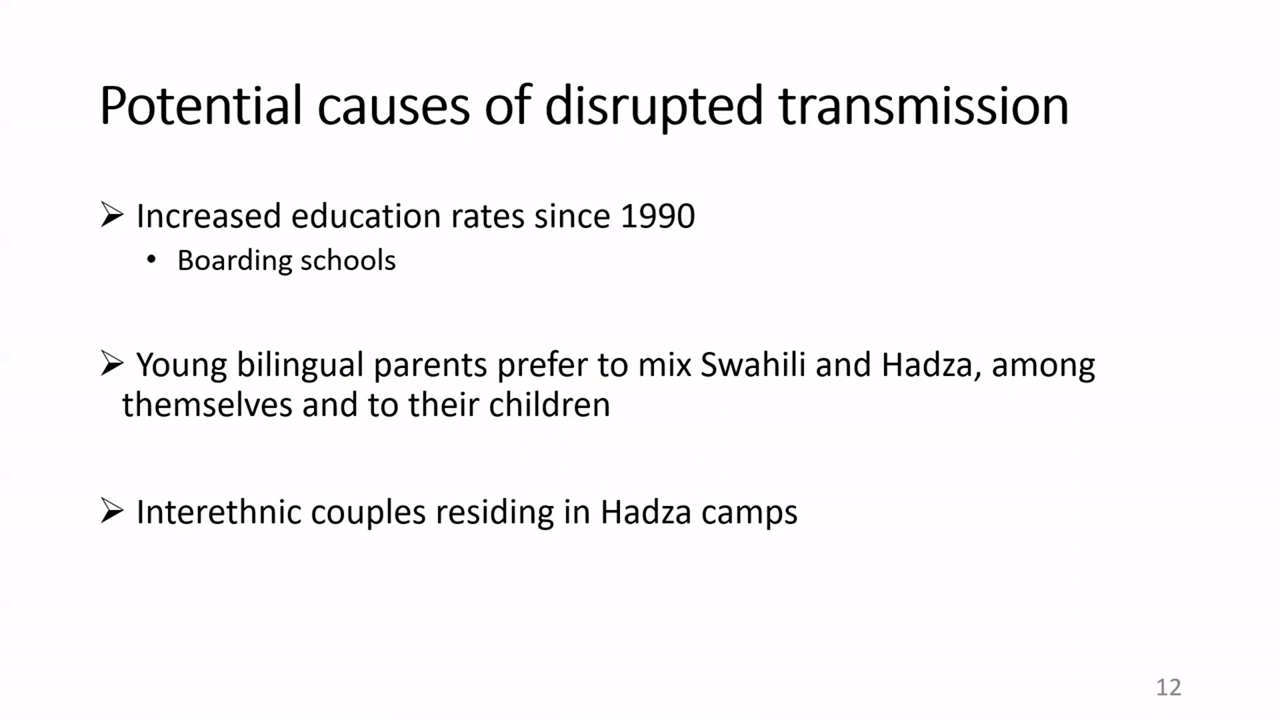 Potential causes of disrupted transmission
➢ Increased education rates since 1990
• Boarding schools
➢ Young bilingual parents prefer to mix Swahili and Hadza, among
themselves and to their children
➢ Interethnic couples residing in Hadza camps
12